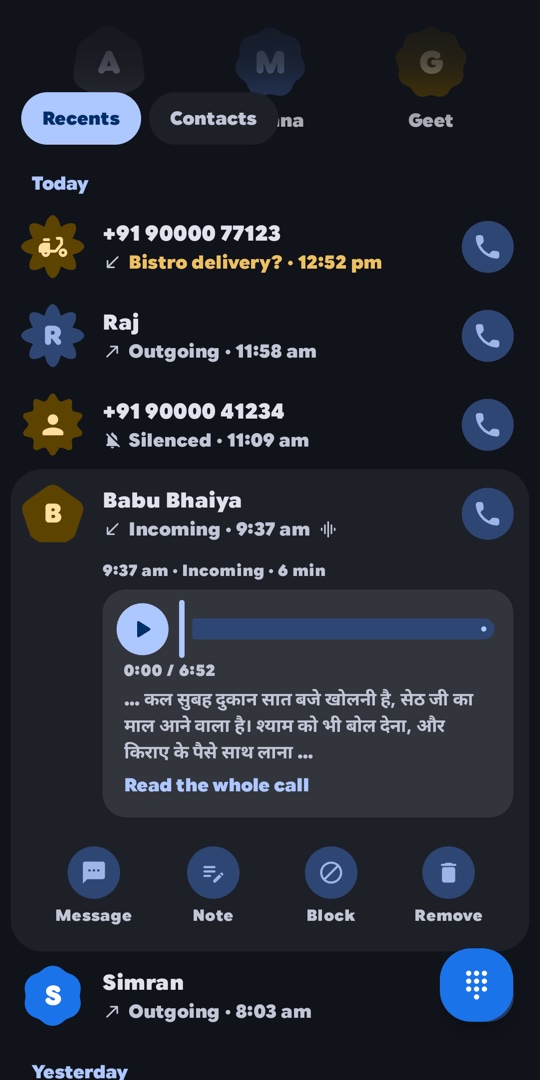 A
M
G
Recents
Contacts
Geet
Today
+91 90000 77123
Bistro delivery? • 12:52 pm
R
Raj
Outgoing • 11:58 am
+91 90000 41234
Silenced • 11:09 am
B
Babu Bhaiya
Incoming • 9:37 am
9:37 am • Incoming • 6 min
0:00 / 6:52
... कल सुबह दुकान सात बजे खोलनी है, सेठ जी का
माल आने वाला है। श्याम को भी बोल देना, और
किराए के पैसे साथ लाना ...
Read the whole call
Message
Note
Block
Remove
S
Simran
Outgoing • 8:03 am
Yesterday